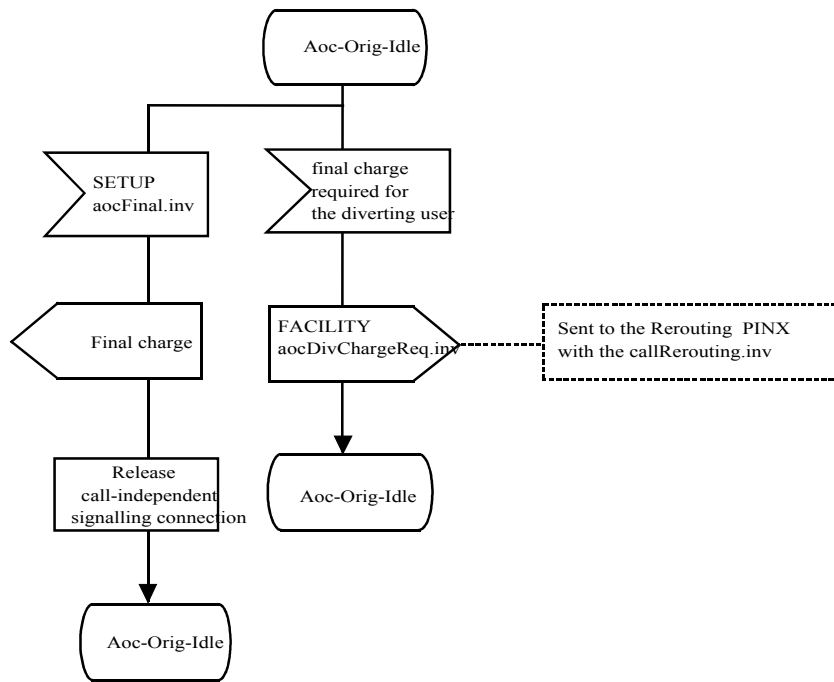 Aoc-Orig-Idle
SETUP
aocFinal.inv
final charge
required for
the diverting user
Final charge
FACILITY
aocDivChargeReq.inv
Sent to the Rerouting PINX
with the callRerouting.inv
Release
call-independent
signalling connection
Aoc-Orig-Idle
Aoc-Orig-Idle